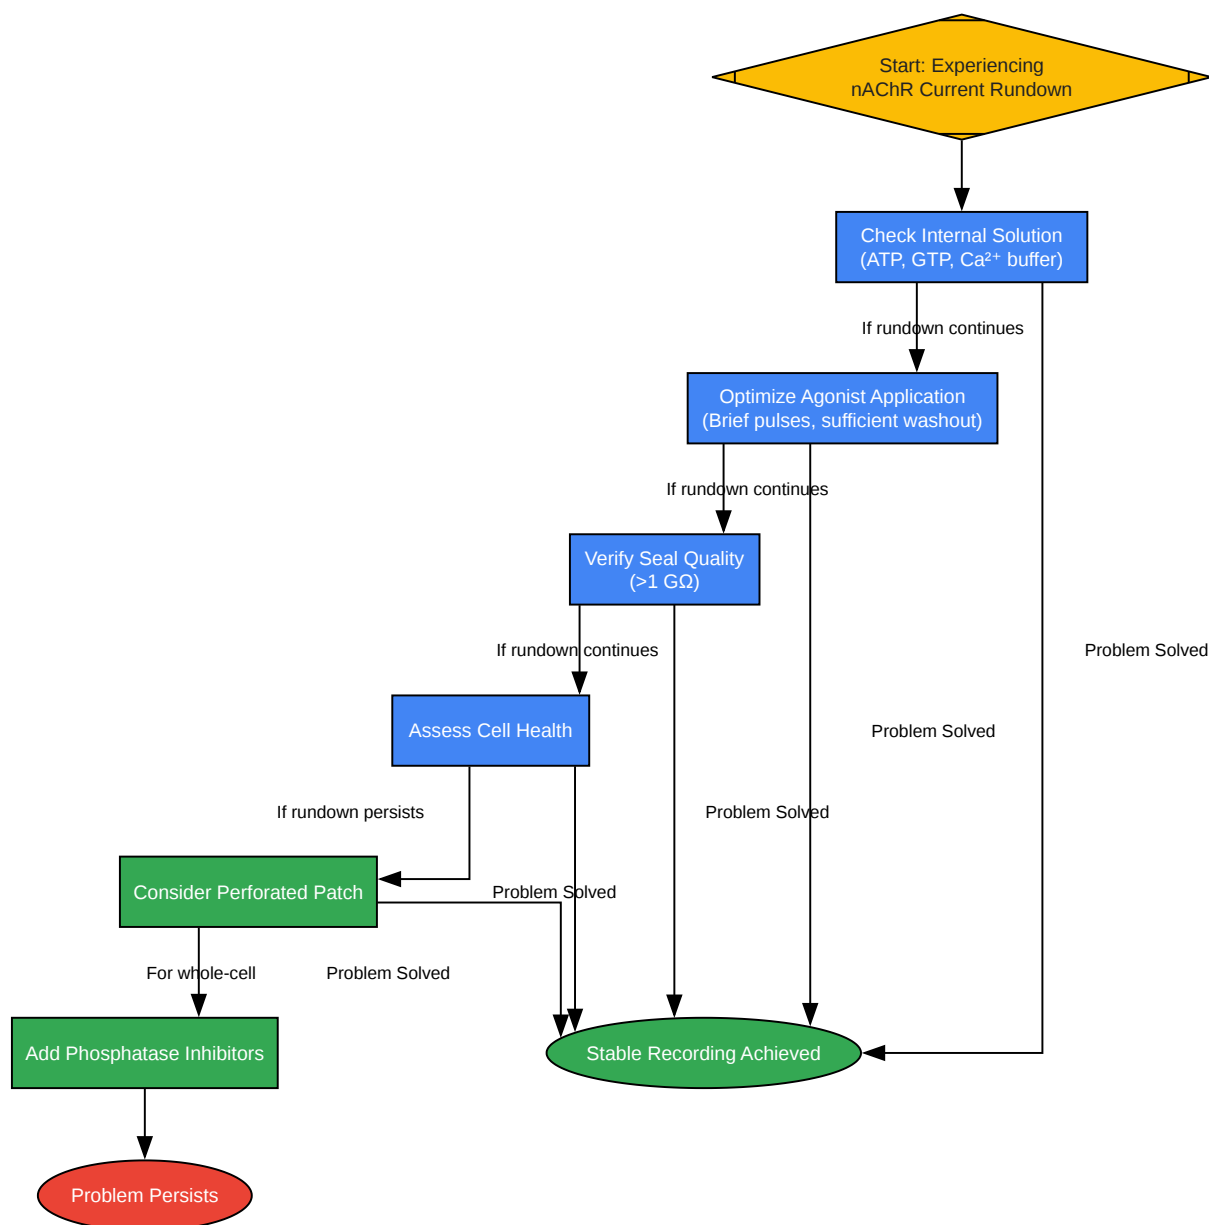 Start: Experiencing
nAChR Current Rundown
Check Internal Solution
(ATP, GTP, Ca²⁺ buffer)
If rundown continues
Optimize Agonist Application
(Brief pulses, sufficient washout)
If rundown continues
Verify Seal Quality
(>1 GΩ)
If rundown continues
Problem Solved
Assess Cell Health
Problem Solved
If rundown persists
Problem Solved
Consider Perforated Patch
Problem Solved
For whole-cell
Problem Solved
Add Phosphatase Inhibitors
Stable Recording Achieved
Problem Persists